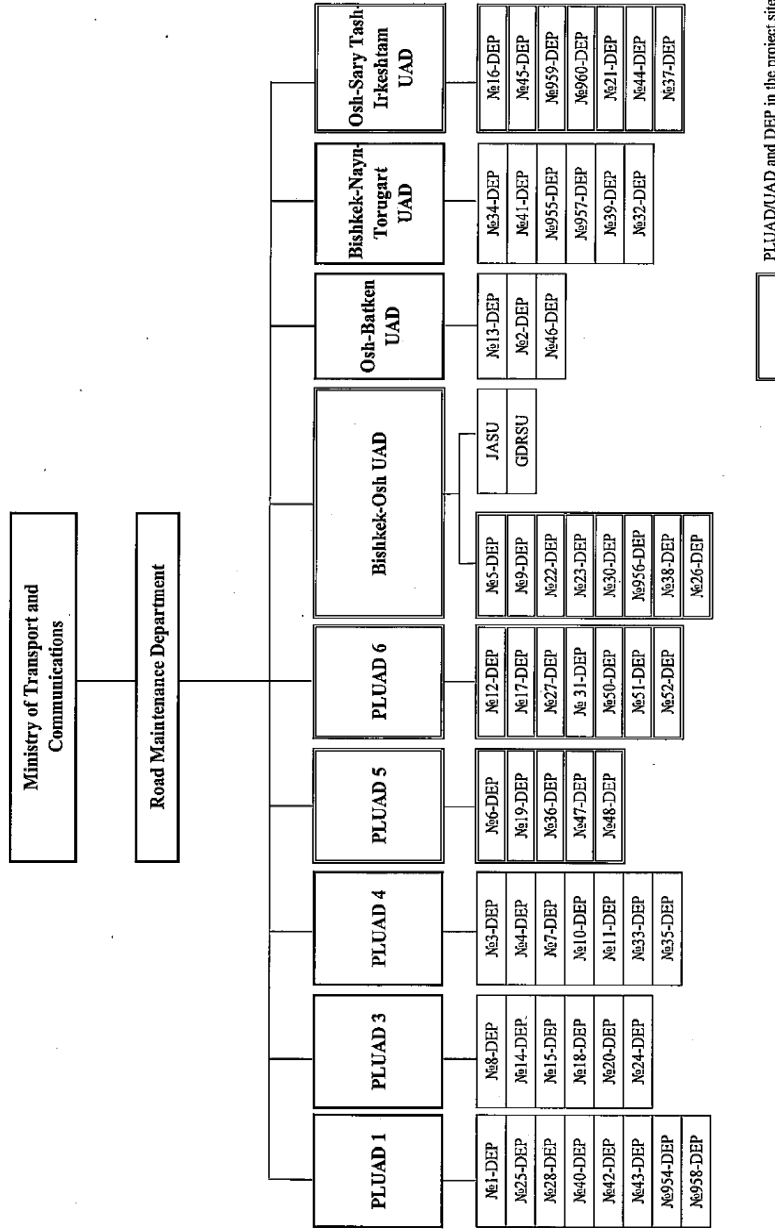 Ministry of Transport and
Communications
Road Maintenance Department
PLUAD 1
№1-DEP
№25-DEP
№28-DEP
№40-DEP
№42-DEP
№43-DEP
№954-DEP
№958-DEP
PLUAD 3
№8-DEP
№14-DEP
№15-DEP
№18-DEP
№20-DEP
№24-DEP
PLUAD 4
№3-DEP
№4-DEP
№7-DEP
№10-DEP
№11-DEP
№33-DEP
№35-DEP
PLUAD 5
№6-DEP
№19-DEP
№36-DEP
№47-DEP
№48-DEP
PLUAD 6
№12-DEP
№17-DEP
№27-DEP
№ 31-DEP
№50-DEP
№51-DEP
№52-DEP
Bishkek-Osh UAD
№5-DEP
№9-DEP
№22-DEP
№23-DEP
№30-DEP
№956-DEP
№38-DEP
№26-DEP
JASU
GDRSU
Osh-Batken
UAD
№13-DEP
№2-DEP
№46-DEP
Bishkek-Nayn-
Torugart
UAD
№34-DEP
№41-DEP
№955-DEP
№957-DEP
№39-DEP
№32-DEP
Osh-Sary Tash-
Irkeshtam
UAD
№16-DEP
№45-DEP
№959-DEP
№960-DEP
№21-DEP
№44-DEP
№37-DEP
PLUAD/UAD and DEP in the project site